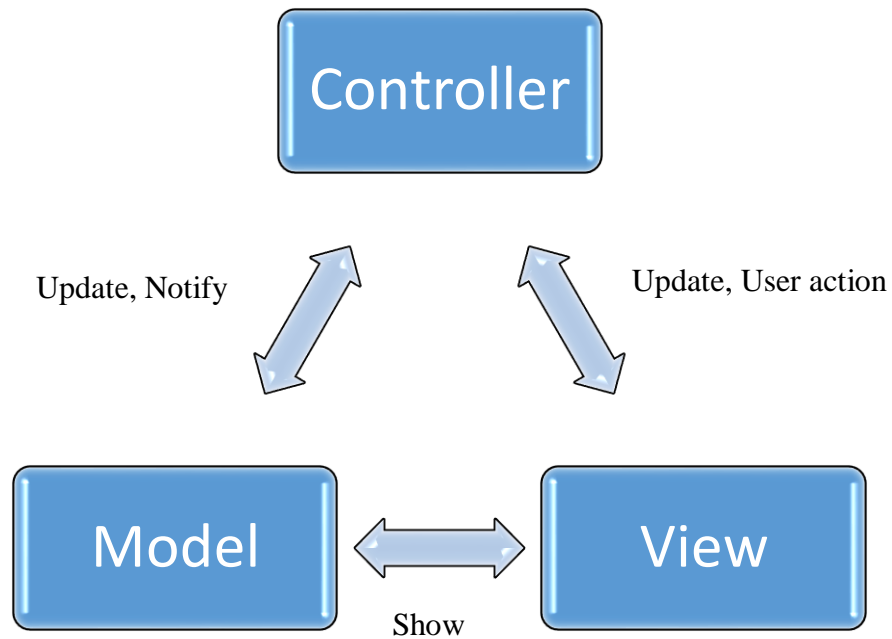 Controller
Update, Notify
Update, User action
Model
View
Show